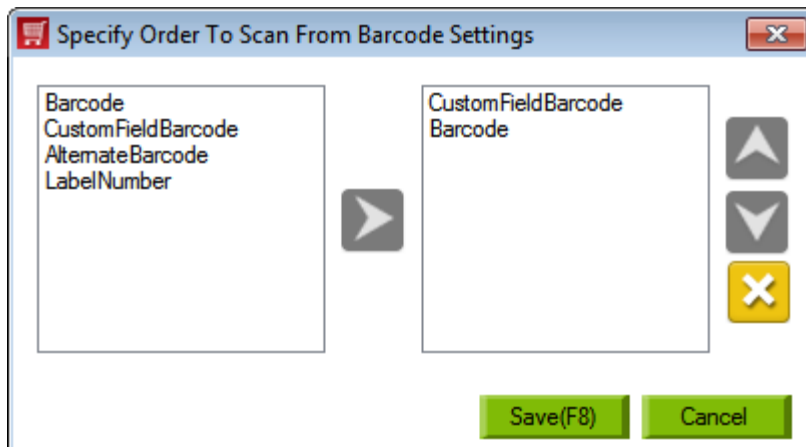 Specify Order To Scan From Barcode Settings
Barcode
CustomFieldBarcode
AlternateBarcode
LabelNumber
CustomFieldBarcode
Barcode
Save(F8)
Cancel